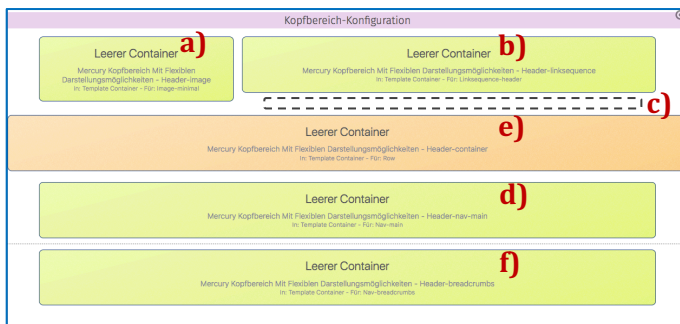 Kopfbereich-Konfiguration
Leerer Container a)
Mercury Kopfbereich Mit Flexiblen
Darstellungsmöglichkeiten - Header-image
In: Template Container - Für: Image-minimal
Leerer Container b)
Mercury Kopfbereich Mit Flexiblen Darstellungsmöglichkeiten - Header-linksequence
In: Template Container - Für: Linksequence-header
c)
Leerer Container e)
Mercury Kopfbereich Mit Flexiblen Darstellungsmöglichkeiten - Header-container
In: Template Container - Für: Row
Leerer Container d)
Mercury Kopfbereich Mit Flexiblen Darstellungsmöglichkeiten - Header-nav-main
In: Template Container - Für: Nav-main
Leerer Container f)
Mercury Kopfbereich Mit Flexiblen Darstellungsmöglichkeiten - Header-breadcrumbs
In: Template Container - Für: Nav-breadcrumbs